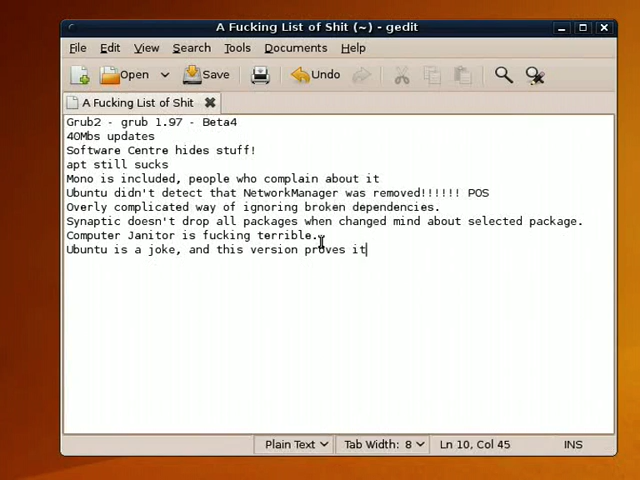 A Fucking List of Shit (~) - gedit
File Edit View Search Tools Documents Help
Open Save Undo
A Fucking List of Shit
Grub2 - grub 1.97 - Beta4
40Mbs updates
Software Centre hides stuff!
apt still sucks
Mono is included, people who complain about it
Ubuntu didn't detect that NetworkManager was removed!!!!!! POS
Overly complicated way of ignoring broken dependencies.
Synaptic doesn't drop all packages when changed mind about selected package.
Computer Janitor is fucking terrible.
Ubuntu is a joke, and this version proves it
Plain Text Tab Width: 8 Ln 10, Col 45 INS